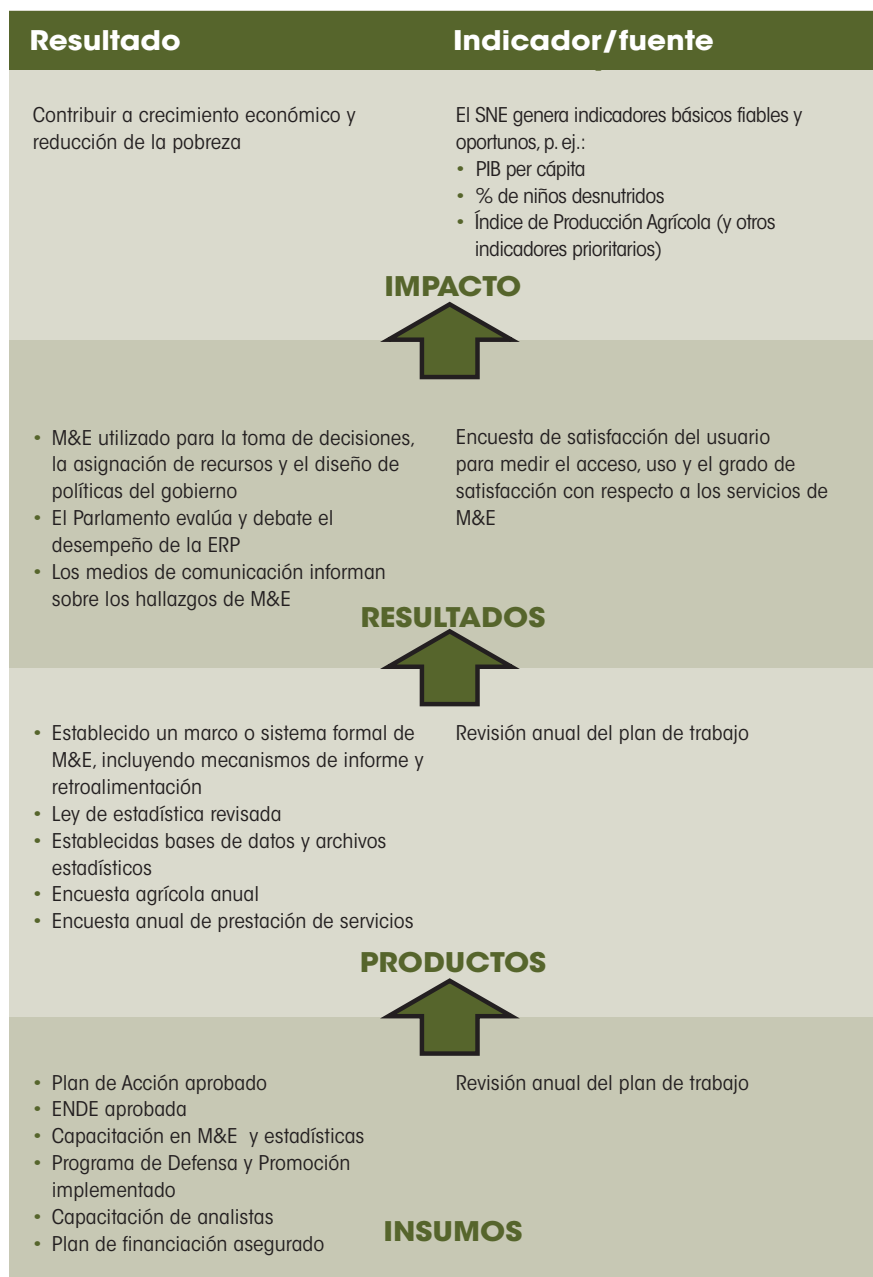 Resultado
Indicador/fuente
Contribuir a crecimiento económico y
reducción de la pobreza
El SNE genera indicadores básicos fiables y
oportunos, p. ej.:
• PIB per cápita
• % de niños desnutridos
• Índice de Producción Agrícola (y otros
indicadores prioritarios)
IMPACTO
• M&E utilizado para la toma de decisiones,
la asignación de recursos y el diseño de
políticas del gobierno
• El Parlamento evalúa y debate el
desempeño de la ERP
• Los medios de comunicación informan
sobre los hallazgos de M&E
Encuesta de satisfacción del usuario
para medir el acceso, uso y el grado de
satisfacción con respecto a los servicios de
M&E
RESULTADOS
• Establecido un marco o sistema formal de
M&E, incluyendo mecanismos de informe y
retroalimentación
• Ley de estadística revisada
• Establecidas bases de datos y archivos
estadísticos
• Encuesta agrícola anual
• Encuesta anual de prestación de servicios
Revisión anual del plan de trabajo
PRODUCTOS
• Plan de Acción aprobado
• ENDE aprobada
• Capacitación en M&E y estadísticas
• Programa de Defensa y Promoción
implementado
• Capacitación de analistas
• Plan de financiación asegurado
Revisión anual del plan de trabajo
INSUMOS